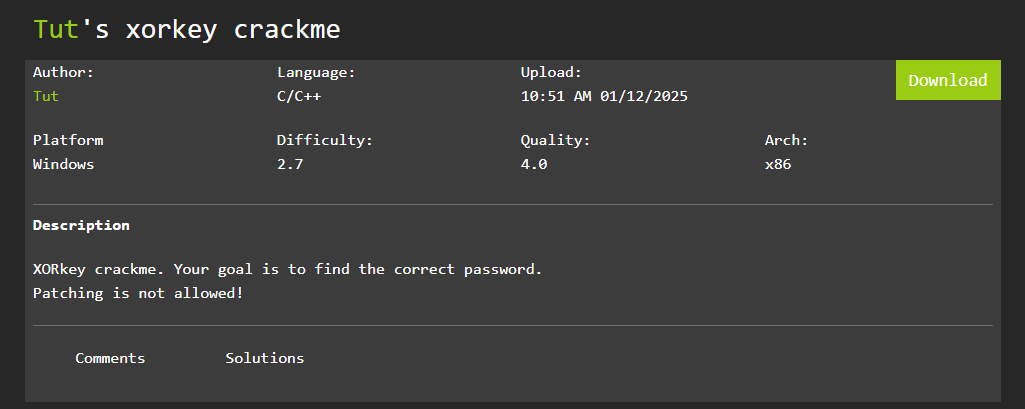 Tut's xorkey crackme
Author: Language: Upload: Download
Tut C/C++ 10:51 AM 01/12/2025
Platform Difficulty: Quality: Arch:
Windows 2.7 4.0 x86
Description
XORkey crackme. Your goal is to find the correct password.
Patching is not allowed!
Comments Solutions